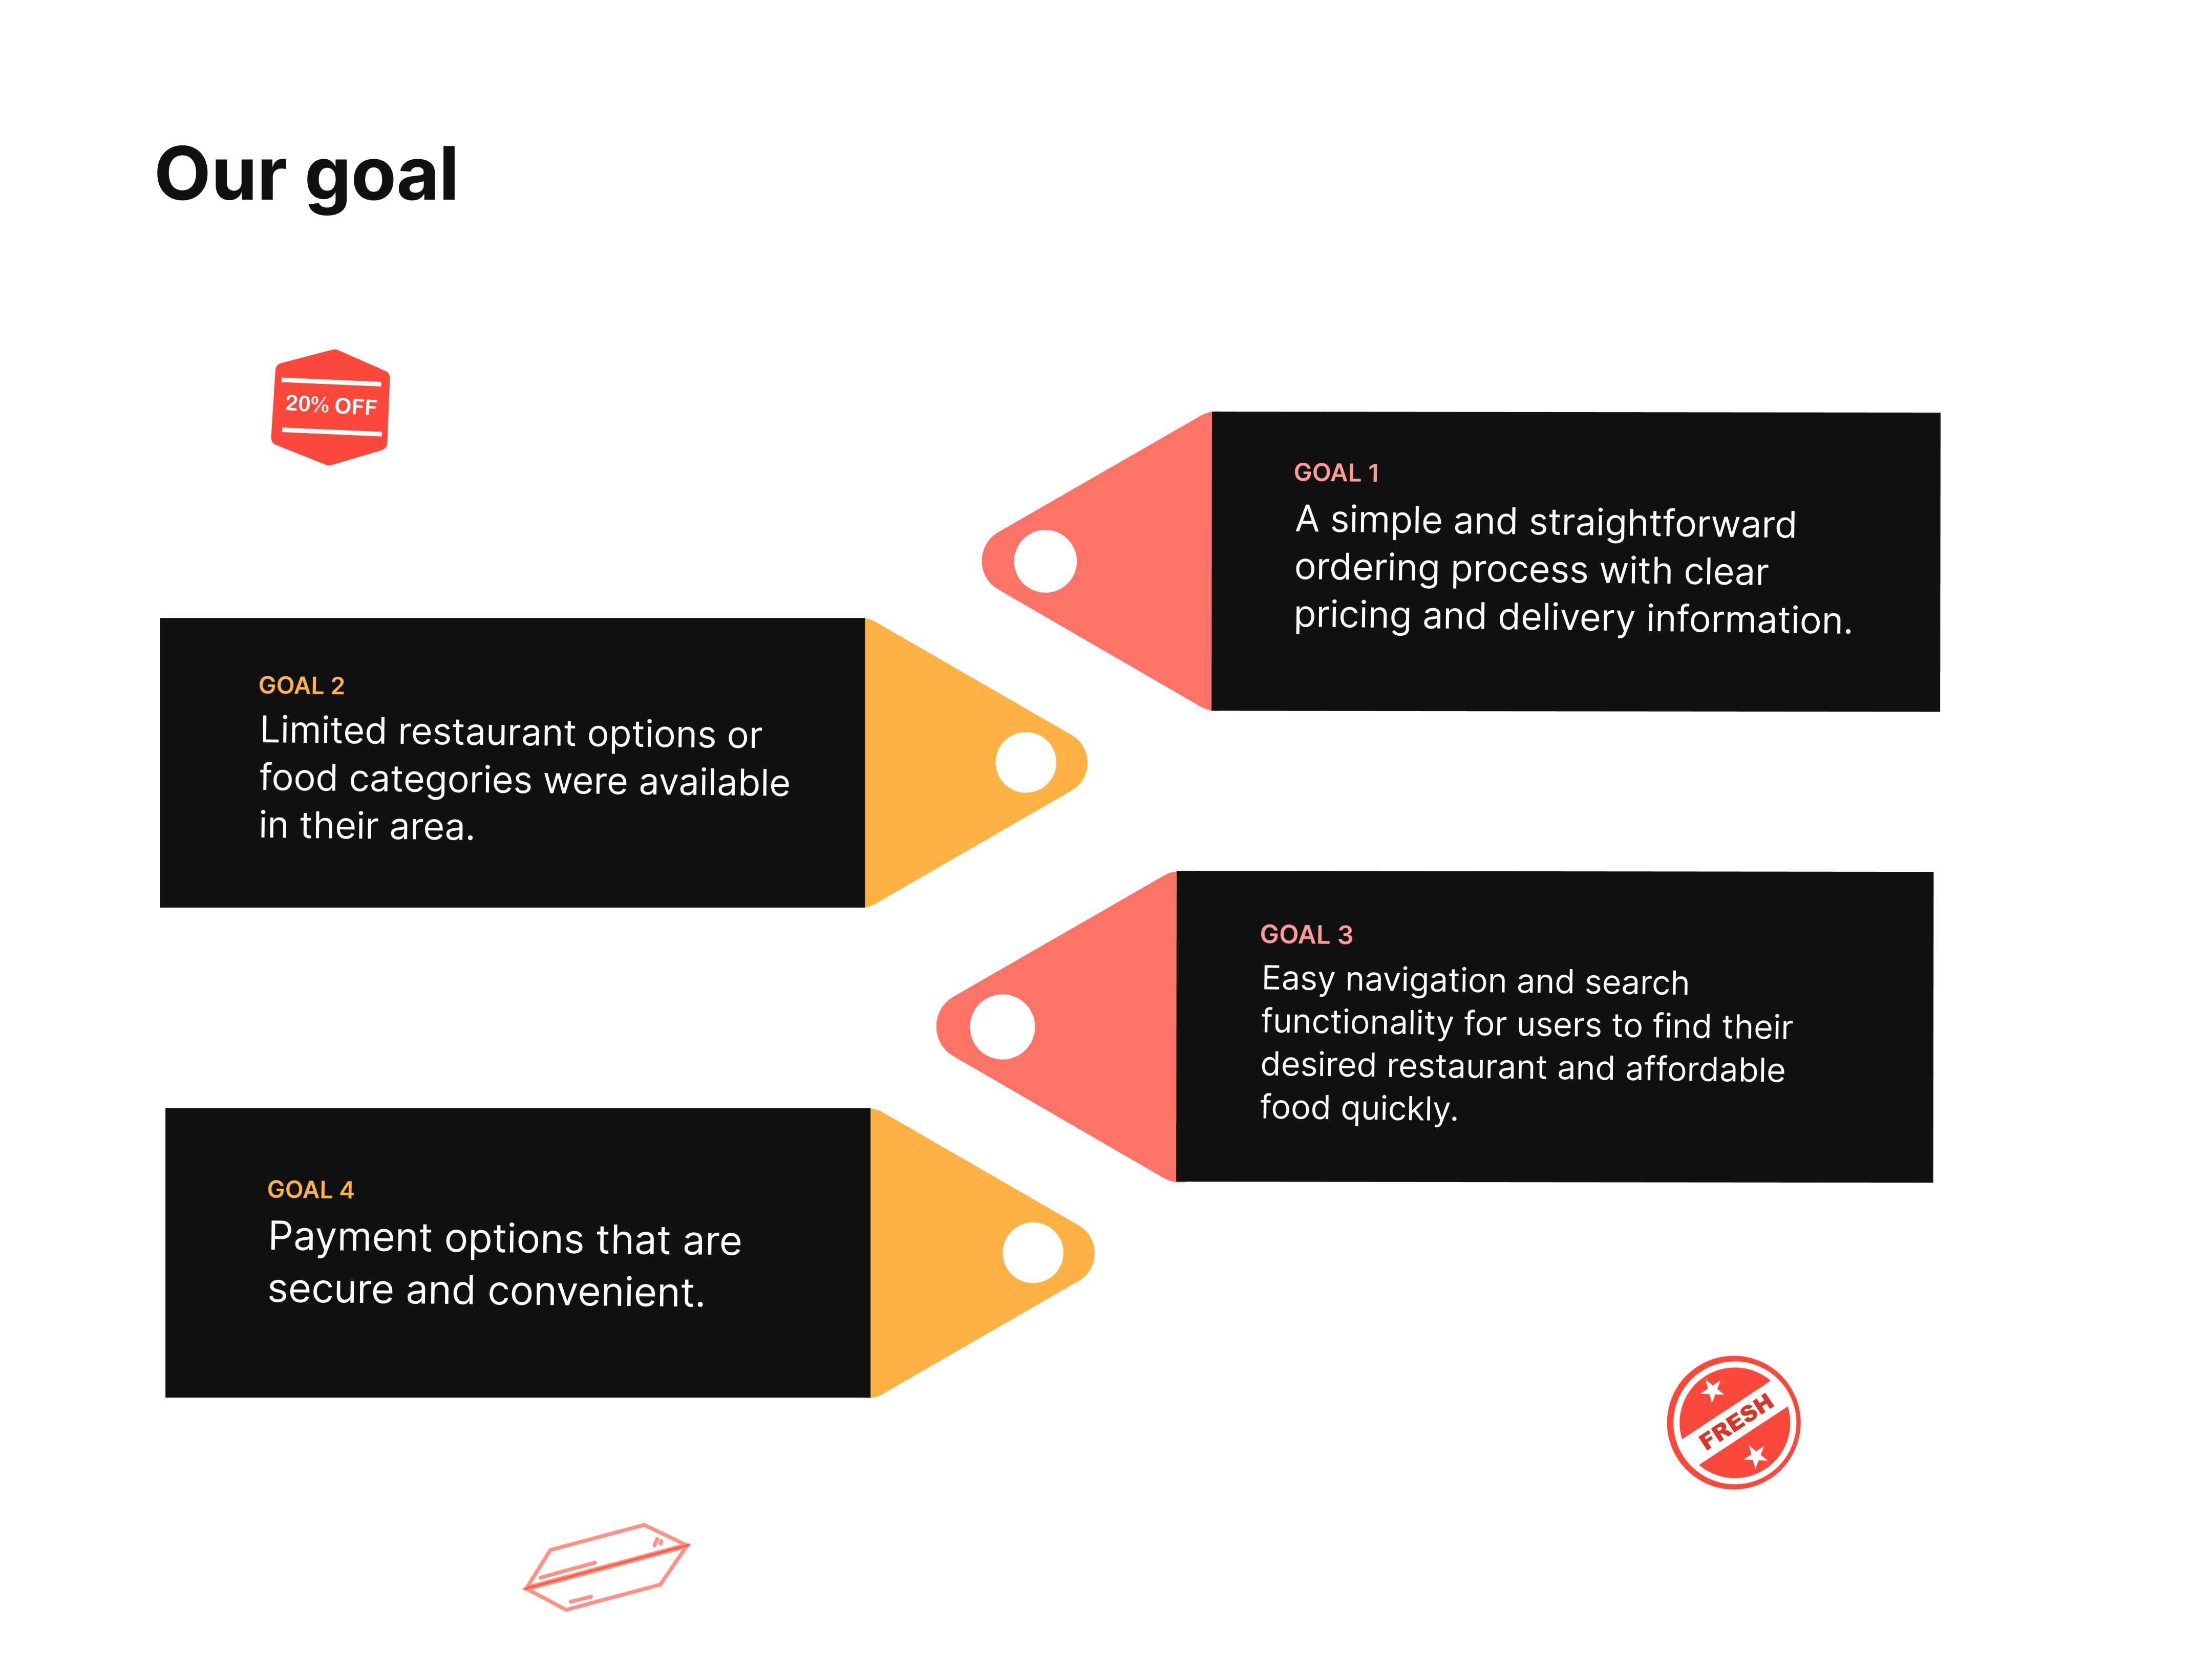 Our goal
20% OFF
GOAL 1
A simple and straightforward
ordering process with clear
pricing and delivery information.
GOAL 2
Limited restaurant options or
food categories were available
in their area.
GOAL 3
Easy navigation and search
functionality for users to find their
desired restaurant and affordable
food quickly.
GOAL 4
Payment options that are
secure and convenient.
FRESH